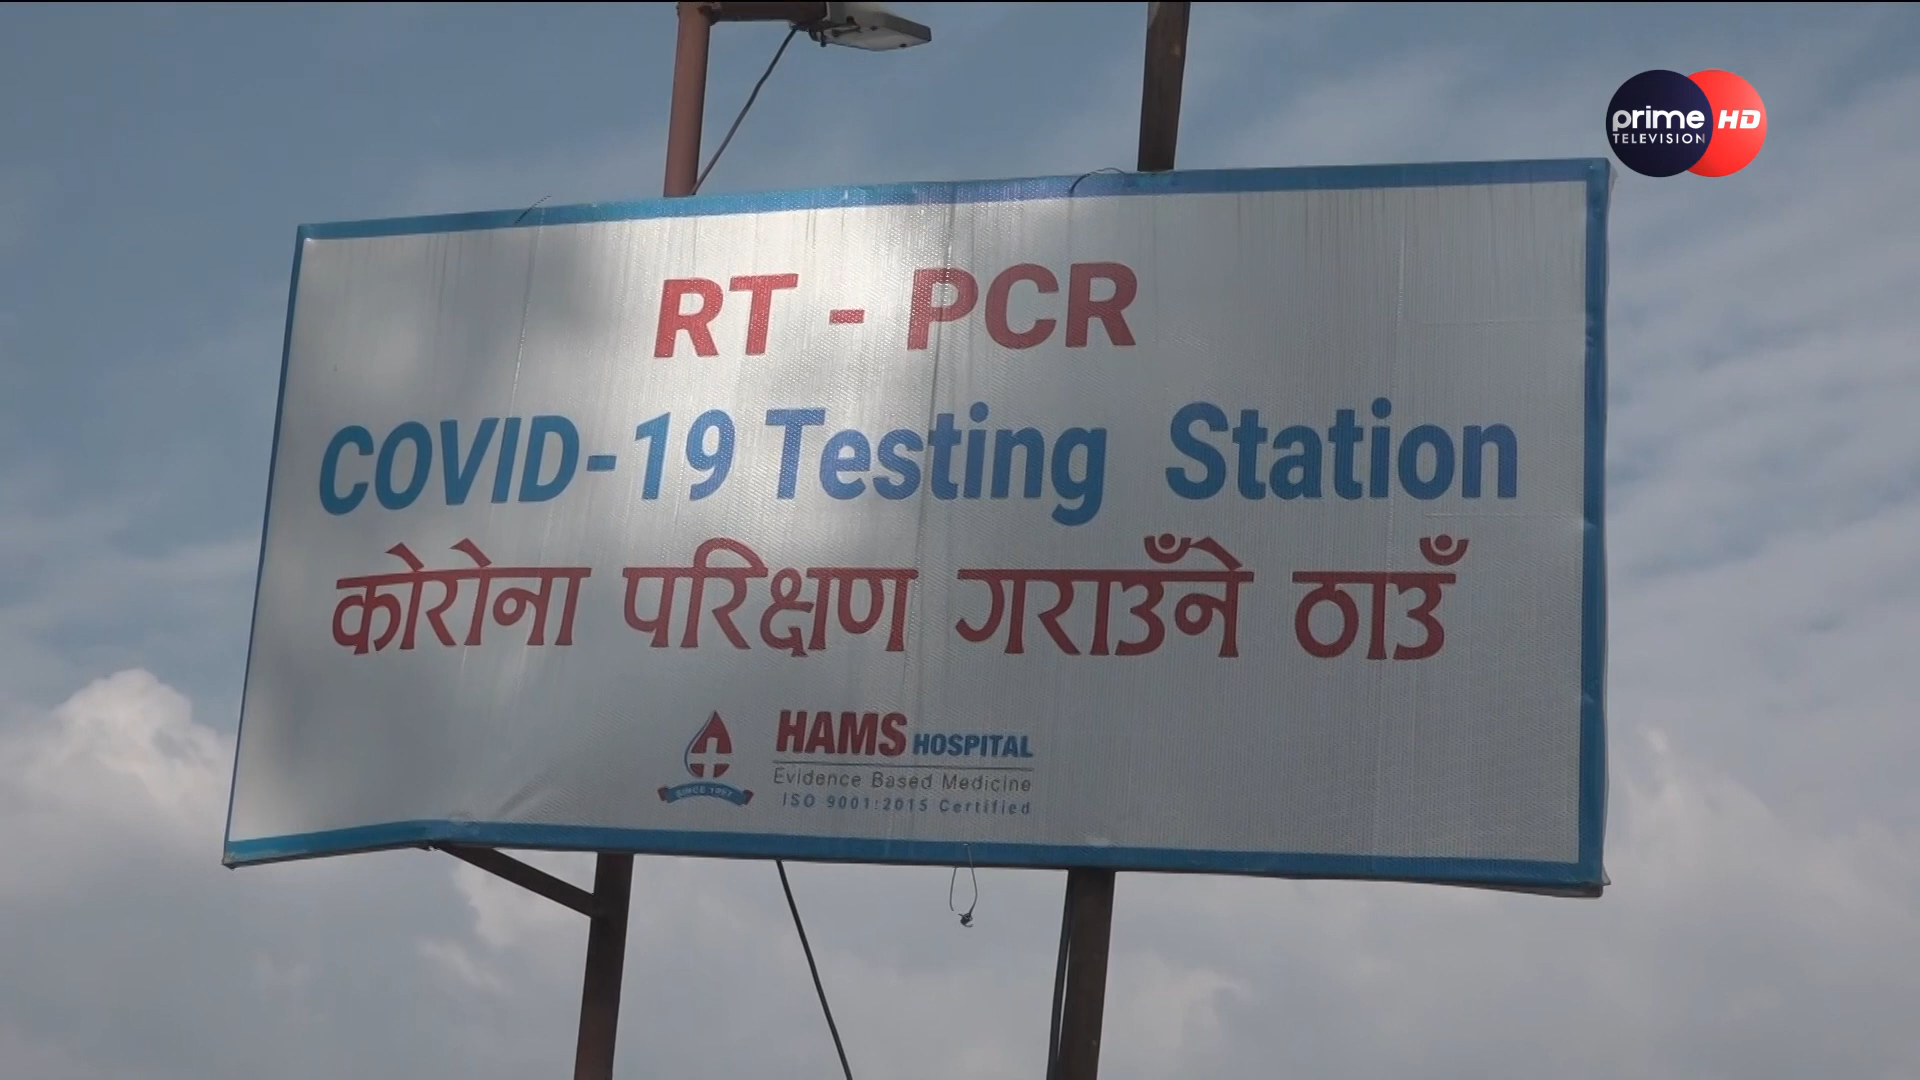 prime HD
TELEVISION
RT - PCR
COVID-19 Testing Station
कोरोना परिक्षण गराउँने ठाउँ
HAMS HOSPITAL
Evidence Based Medicine
SINCE
ISO 9001:2015 Certified